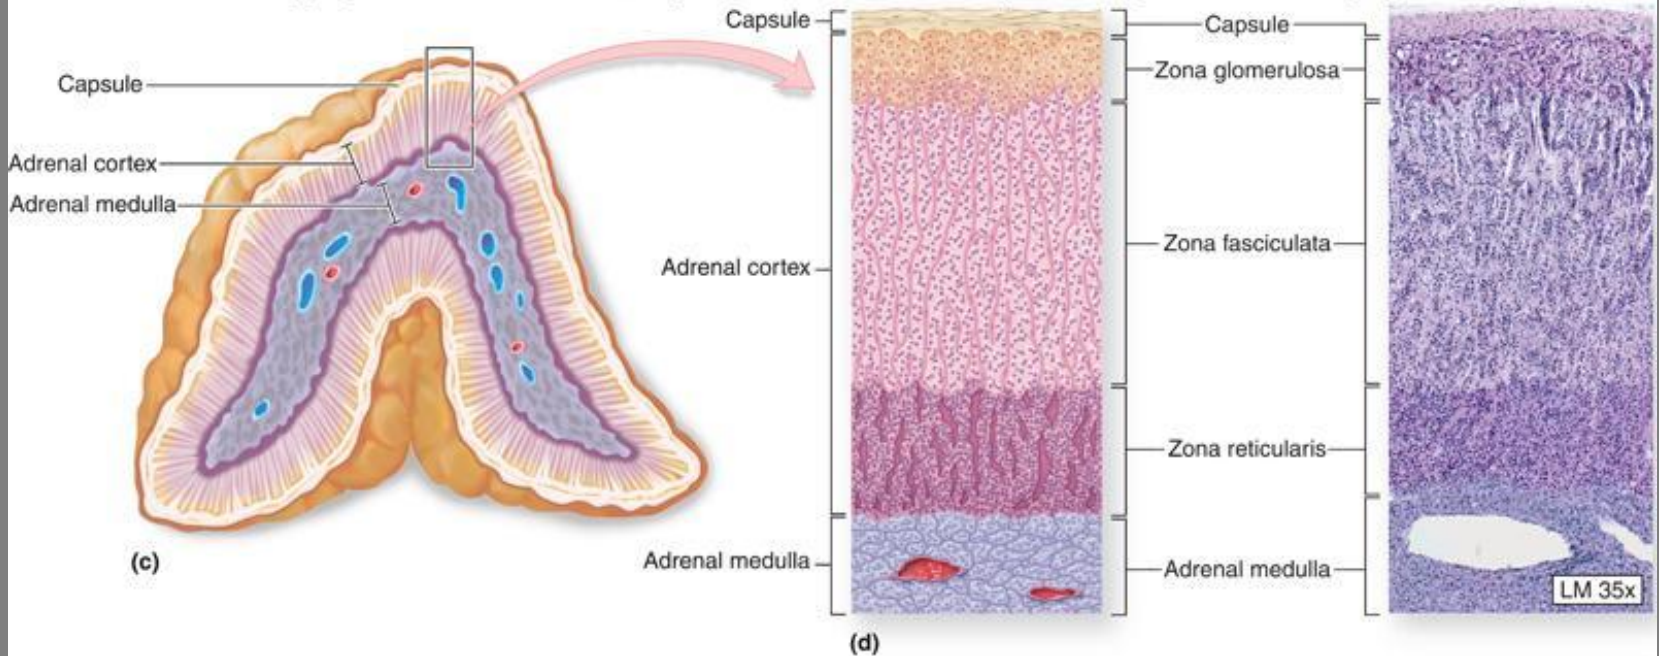 Capsule
Adrenal cortex
Adrenal medulla
(c)
Capsule
Adrenal cortex
Adrenal medulla
(d)
Capsule
Zona glomerulosa
Zona fasciculata
Zona reticularis
Adrenal medulla
LM 35x